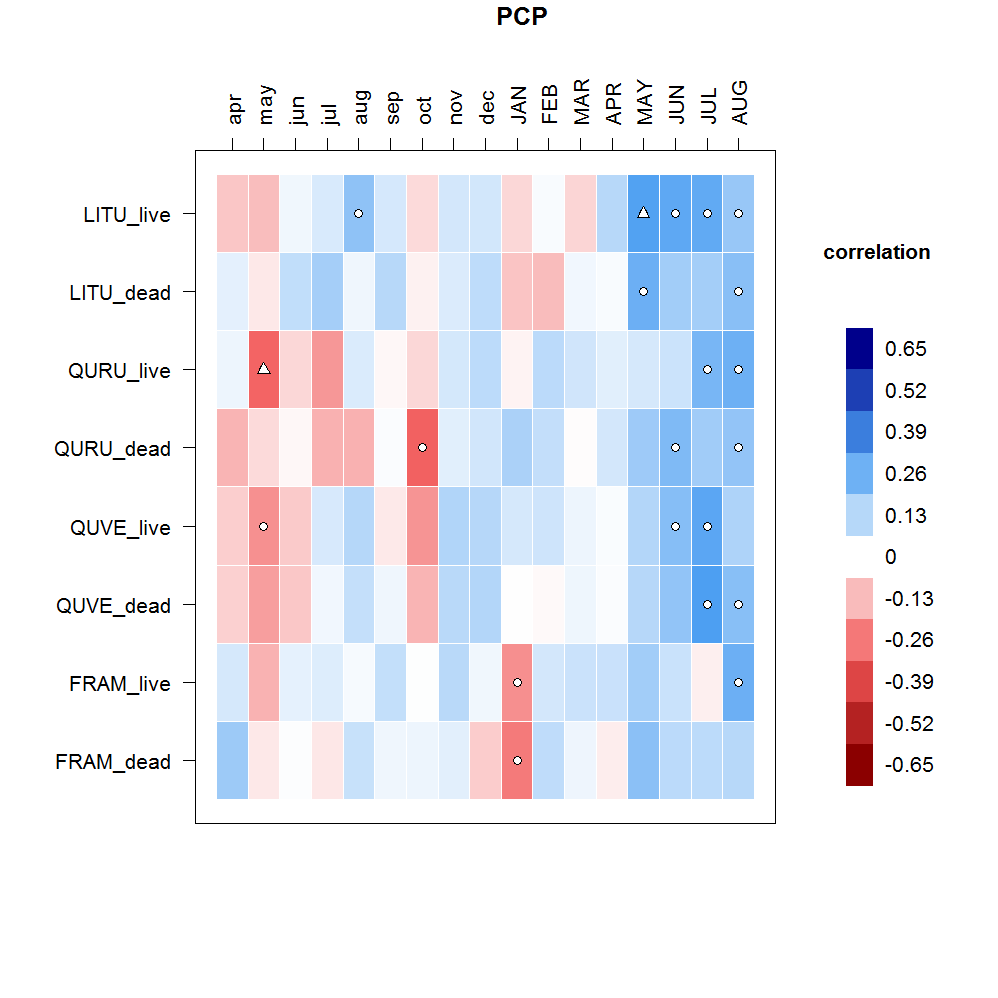 PCP
apr may jun jul aug sep oct nov dec JAN FEB MAR APR MAY JUN JUL AUG
LITU_live
LITU_dead
QURU_live
QURU_dead
QUVE_live
QUVE_dead
FRAM_live
FRAM_dead
correlation
0.65
0.52
0.39
0.26
0.13
0
-0.13
-0.26
-0.39
-0.52
-0.65